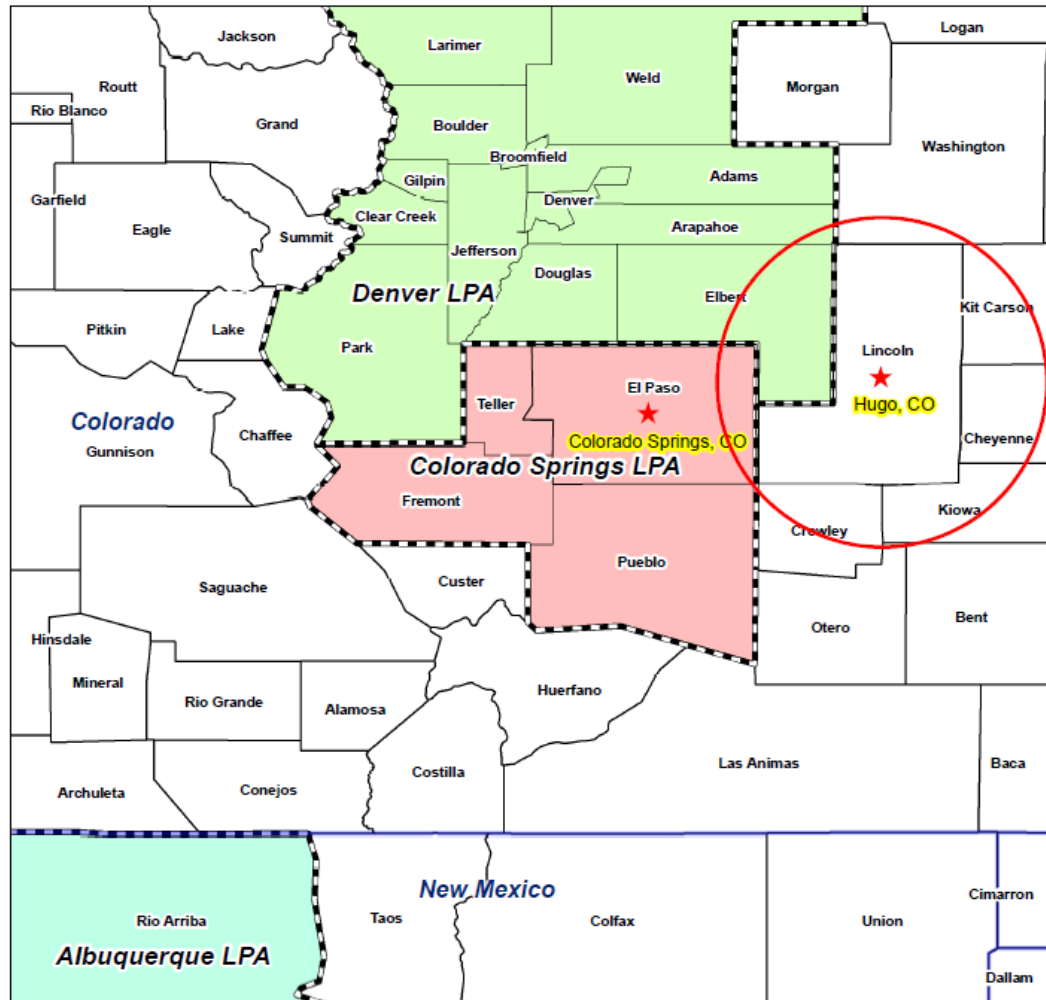 Jackson
Larimer
Logan
Routt
Weld
Morgan
Rio Blanco
Grand
Boulder
Washington
Broomfield
Gilpin
Adams
Garfield
Denver
Clear Creek
Eagle
Summit
Arapahoe
Jefferson
Douglas
Denver LPA
Elbert
Kit Carson
Pitkin
Lake
Park
Lincoln
El Paso
Teller
Hugo, CO
Colorado
Chaffee
Colorado Springs, CO
Cheyenne
Gunnison
Colorado Springs LPA
Fremont
Kiowa
Crowley
Pueblo
Custer
Saguache
Bent
Otero
Hinsdale
Mineral
Huerfano
Rio Grande
Alamosa
Las Animas
Baca
Costilla
Conejos
Archuleta
New Mexico
Cimarron
Rio Arriba
Taos
Colfax
Union
Albuquerque LPA
Dallam